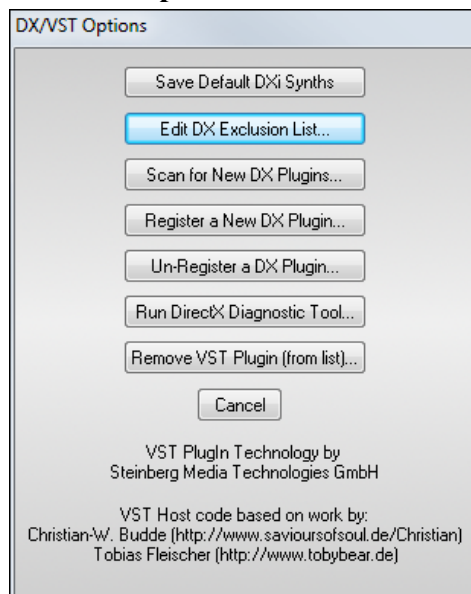 DX/VST Options
Save Default DXi Synths
Edit DX Exclusion List...
Scan for New DX Plugins...
Register a New DX Plugin...
Un-Register a DX Plugin...
Run DirectX Diagnostic Tool...
Remove VST Plugin (from list)...
Cancel
VST PlugIn Technology by
Steinberg Media Technologies GmbH
VST Host code based on work by:
Christian-W. Budde (http://www.savioursofsoul.de/Christian)
Tobias Fleischer (http://www.tobybear.de)